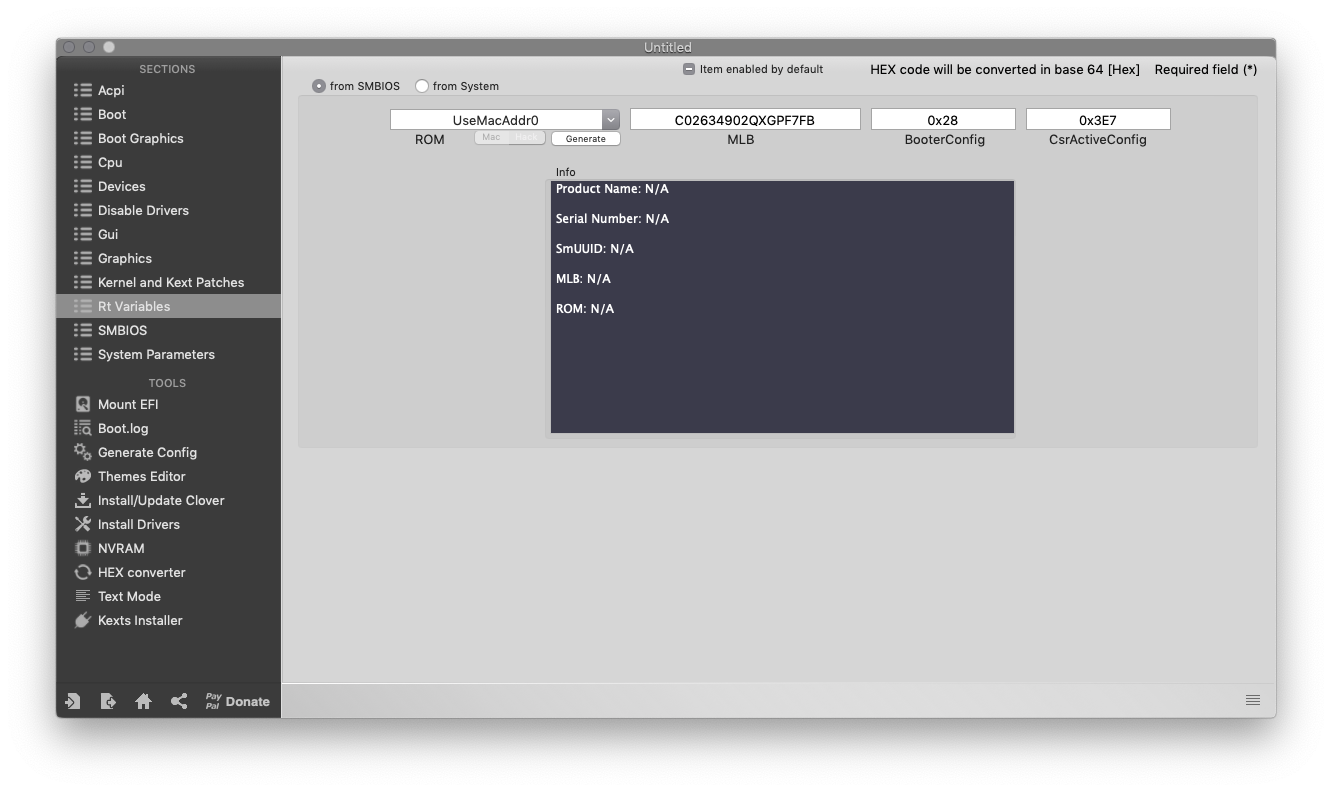 Untitled
SECTIONS
Acpi
Boot
Boot Graphics
Cpu
Devices
Disable Drivers
Gui
Graphics
Kernel and Kext Patches
Rt Variables
SMBIOS
System Parameters
TOOLS
Mount EFI
Boot.log
Generate Config
Themes Editor
Install/Update Clover
Install Drivers
NVRAM
HEX converter
Text Mode
Kexts Installer
Pay
Pal Donate
Item enabled by default HEX code will be converted in base 64 [Hex] Required field (*)
from SMBIOS from System
UseMacAddr0 C02634902QXGPF7FB 0x28 0x3E7
ROM Mac Hack Generate MLB BooterConfig CsrActiveConfig
Info
Product Name: N/A
Serial Number: N/A
SmUUID: N/A
MLB: N/A
ROM: N/A